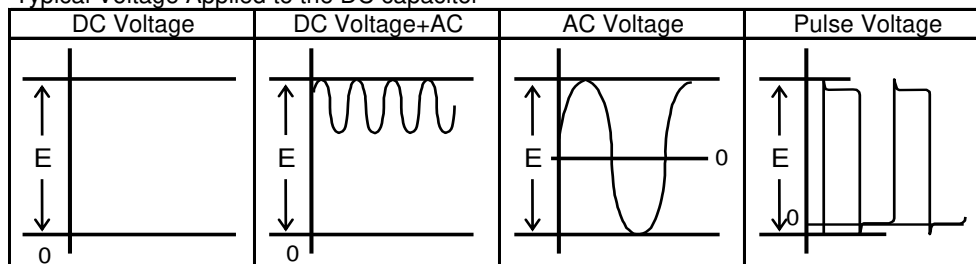 Typical Voltage Applied to the DC capacitor
DC Voltage
DC Voltage+AC
AC Voltage
Pulse Voltage
E
0
E
0
E
0
E
0